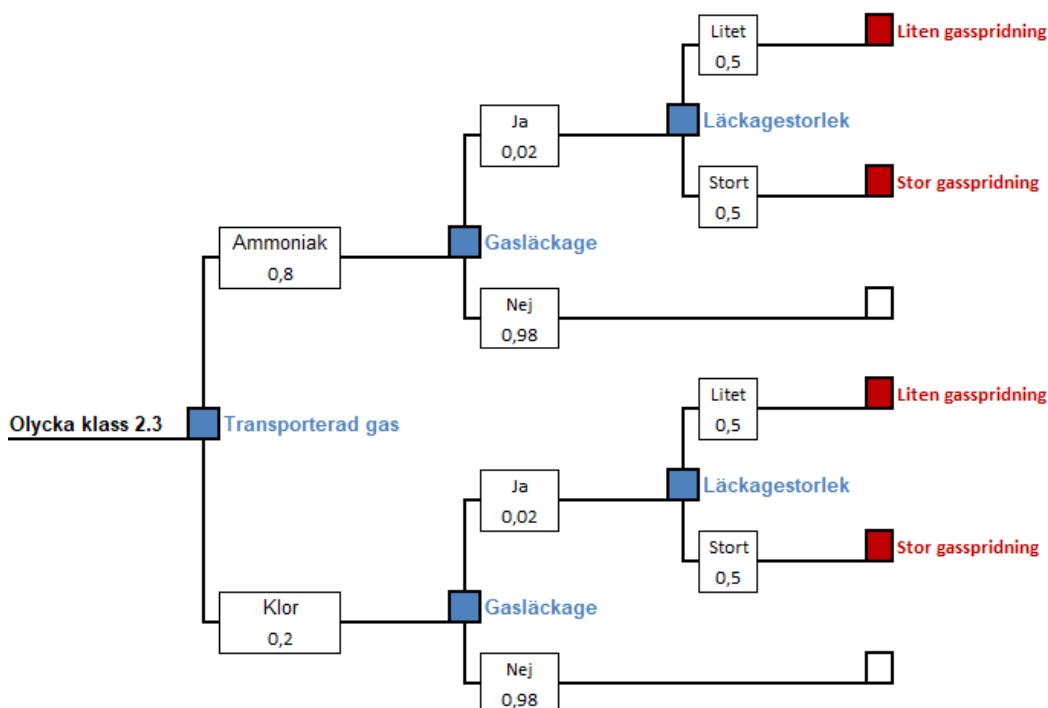 Litet
0,5
Liten gasspridning
Ja
0,02
Läckagestorlek
Stort
0,5
Stor gasspridning
Ammoniak
0,8
Gasläckage
Nej
0,98
Olycka klass 2.3
Transporterad gas
Litet
0,5
Liten gasspridning
Ja
0,02
Läckagestorlek
Stort
0,5
Stor gasspridning
Klor
0,2
Gasläckage
Nej
0,98